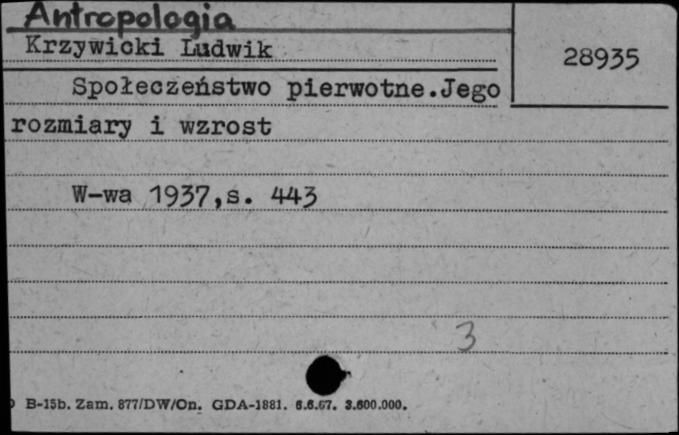 Antropologia
Krzywicki Ludwik
28935
Społeczeństwo pierwotne.Jego
rozmiary i wzrost
W-wa 1937,s. 443
3
B-15b. Zam. 877/DW/On. GDA-1881. 6.6.67. 3.600.000.